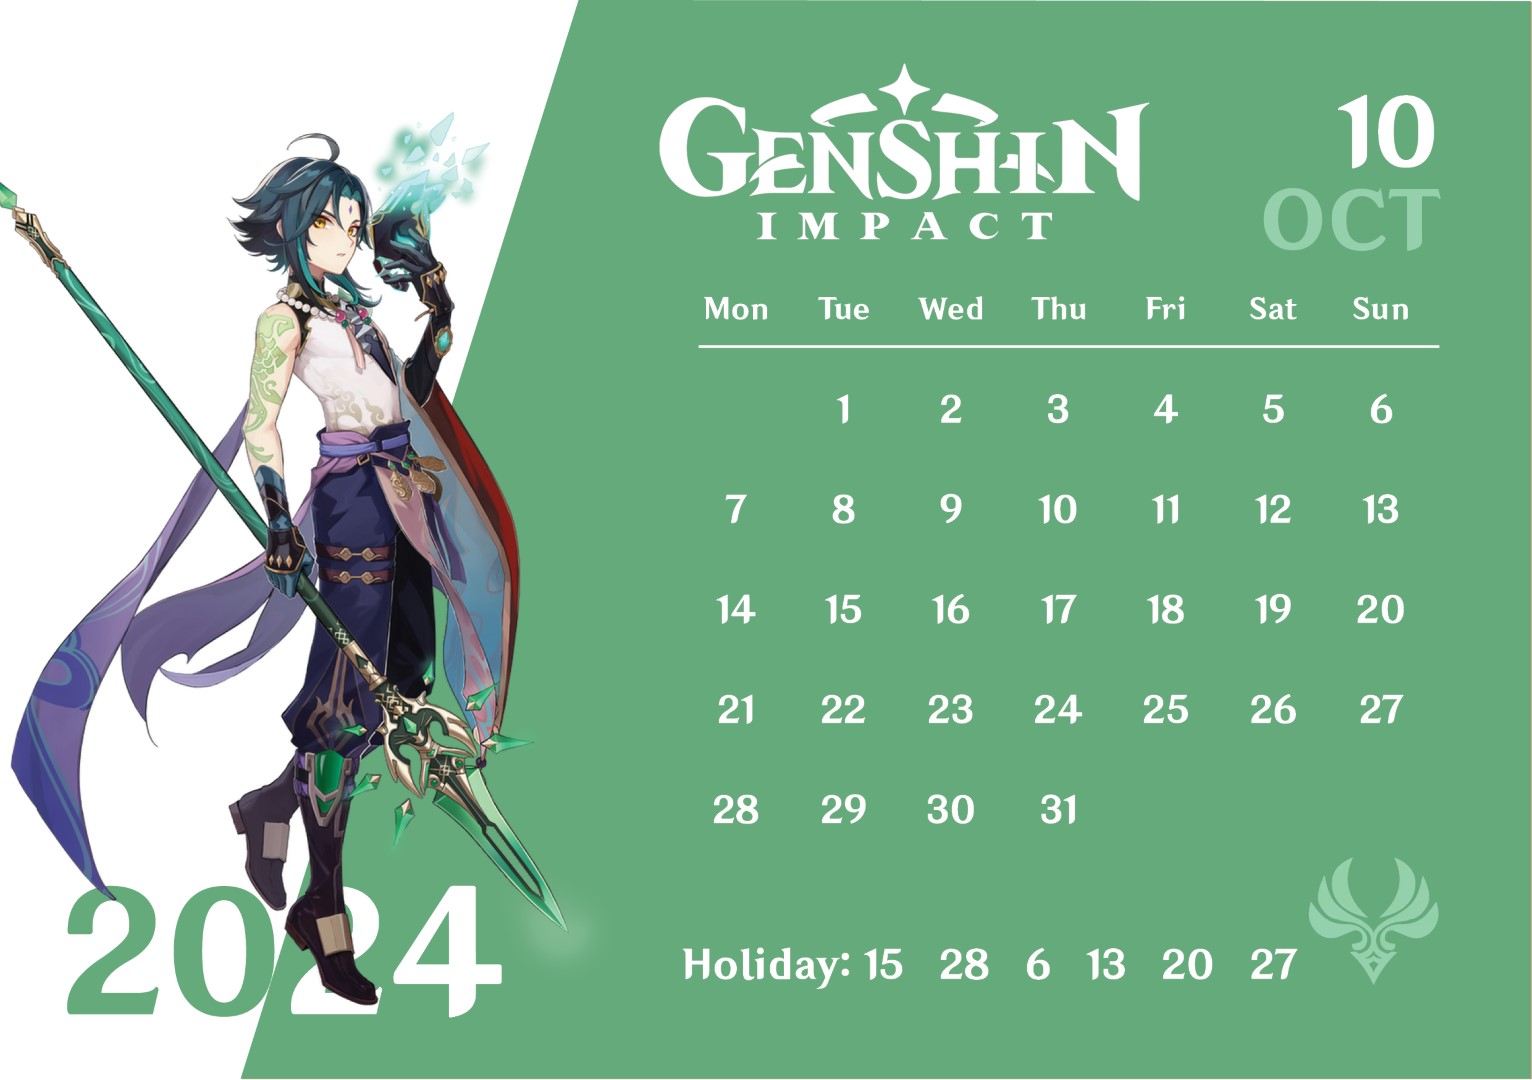 GENSHIN
IMPACT
10
OCT
Mon Tue Wed Thu Fri Sat Sun
1 2 3 4 5 6
7 8 9 10 11 12 13
14 15 16 17 18 19 20
21 22 23 24 25 26 27
28 29 30 31
2024
Holiday: 15 28 6 13 20 27